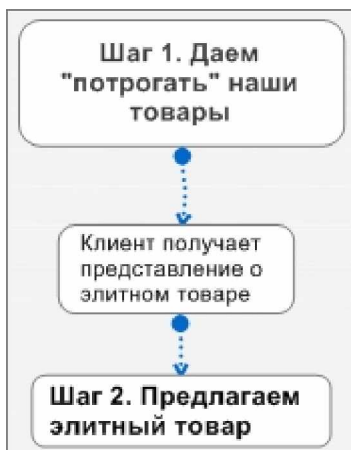 Шаг 1. Даем
"потрогать" наши
товары
Клиент получает
представление о
элитном товаре
Шаг 2. Предлагаем
элитный товар